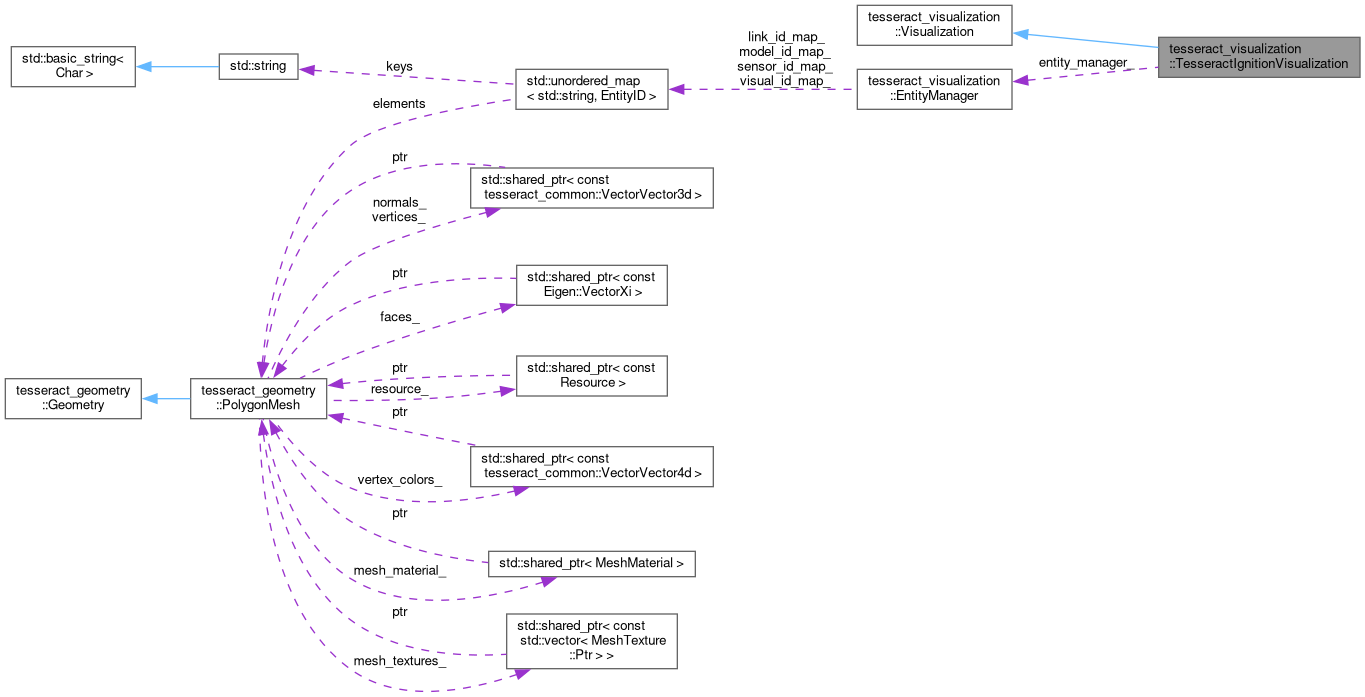 tesseract_visualization
::Visualization
tesseract_visualization
::TesseractIgnitionVisualization
entity_manager_
tesseract_visualization
::EntityManager
link_id_map_
model_id_map_
sensor_id_map_
visual_id_map_
std::unordered_map
< std::string, EntityID >
keys
std::string
std::basic_string<
Char >
elements
ptr
std::shared_ptr< const
tesseract_common::VectorVector3d >
normals_
vertices_
ptr
std::shared_ptr< const
Eigen::VectorXi >
faces_
ptr
std::shared_ptr< const
Resource >
resource_
tesseract_geometry
::Geometry
tesseract_geometry
::PolygonMesh
ptr
std::shared_ptr< const
tesseract_common::VectorVector4d >
vertex_colors_
ptr
std::shared_ptr< MeshMaterial >
mesh_material_
ptr
std::shared_ptr< const
std::vector< MeshTexture
::Ptr > >
mesh_textures_